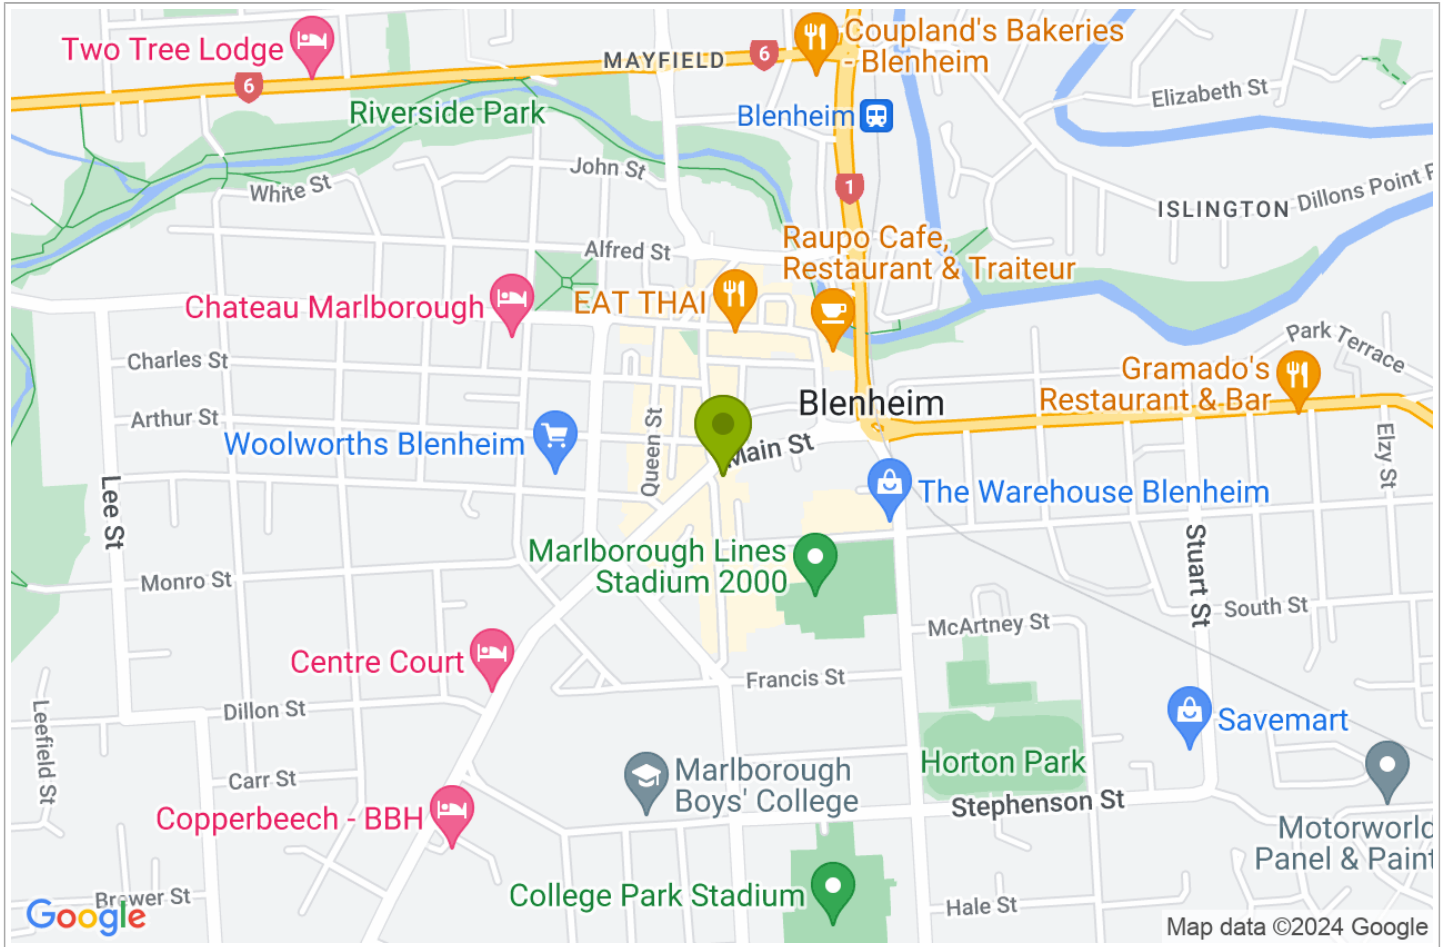 Two Tree Lodge
6
MAYFIELD
6
Coupland's Bakeries
- Blenheim
Riverside Park
Blenheim
Elizabeth St
John St
White St
1
ISLINGTON
Dillons Point
Alfred St
Raupo Cafe,
Restaurant & Traiteur
Chateau Marlborough
EAT THAI
Park Terrace
Charles St
Gramado's
Restaurant & Bar
Blenheim
Arthur St
Woolworths Blenheim
Queen St
Main St
Elzy St
Lee St
The Warehouse Blenheim
Marlborough Lines
Stadium 2000
Stuart St
Monro St
South St
McArtney St
Centre Court
Francis St
Leefield St
Dillon St
Savemart
Carr St
Marlborough
Boys' College
Horton Park
Stephenson St
Copperbeech - BBH
Motorworld
Panel & Paint
College Park Stadium
Brewer St
Hale St
Google
Map data ©2024 Google